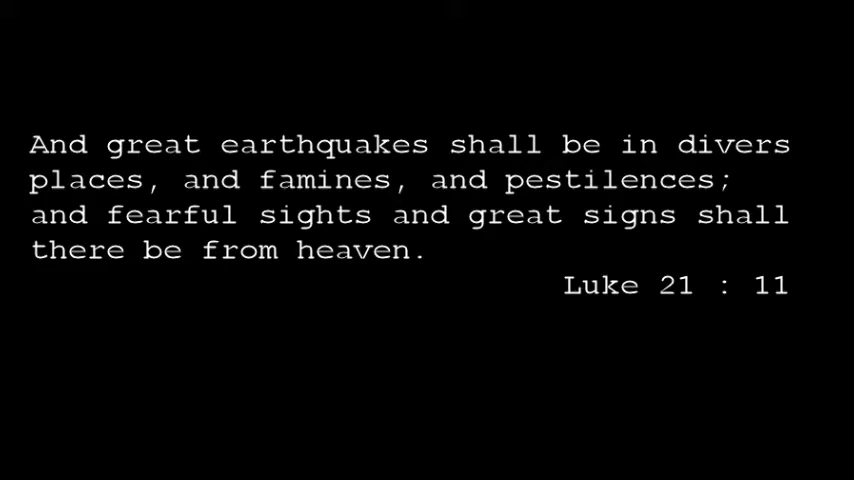 And great earthquakes shall be in divers
places, and famines, and pestilences;
and fearful sights and great signs shall
there be from heaven.
Luke 21 : 11